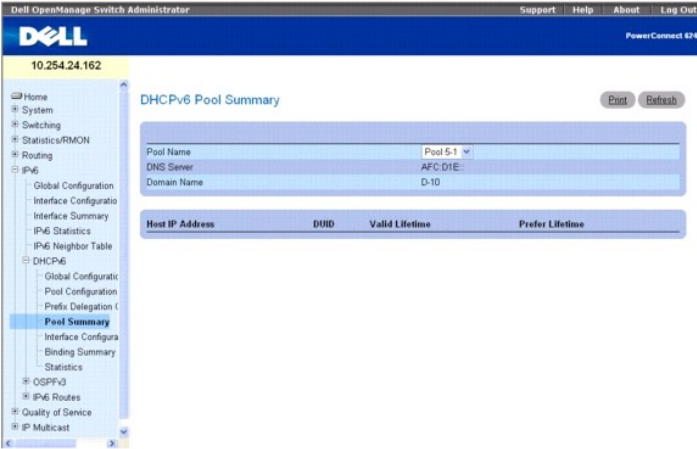 Dell OpenManage Switch Administrator
Support Help About Log Out
DELL
PowerConnect 624
10.254.24.162
Home
System
Switching
Statistics/RMON
Routing
IPv6
Global Configuration
Interface Configuratio
Interface Summary
IPv6 Statistics
IPv6 Neighbor Table
DHCPv6
Global Configuratic
Pool Configuration
Prefix Delegation C
Pool Summary
Interface Configura
Binding Summary
Statistics
OSPFv3
IPv6 Routes
Quality of Service
IP Multicast
DHCPv6 Pool Summary
Print Refresh
Pool Name Pool 5-1
DNS Server AFC:D1E::
Domain Name D-10
Host IP Address DUID Valid Lifetime Prefer Lifetime